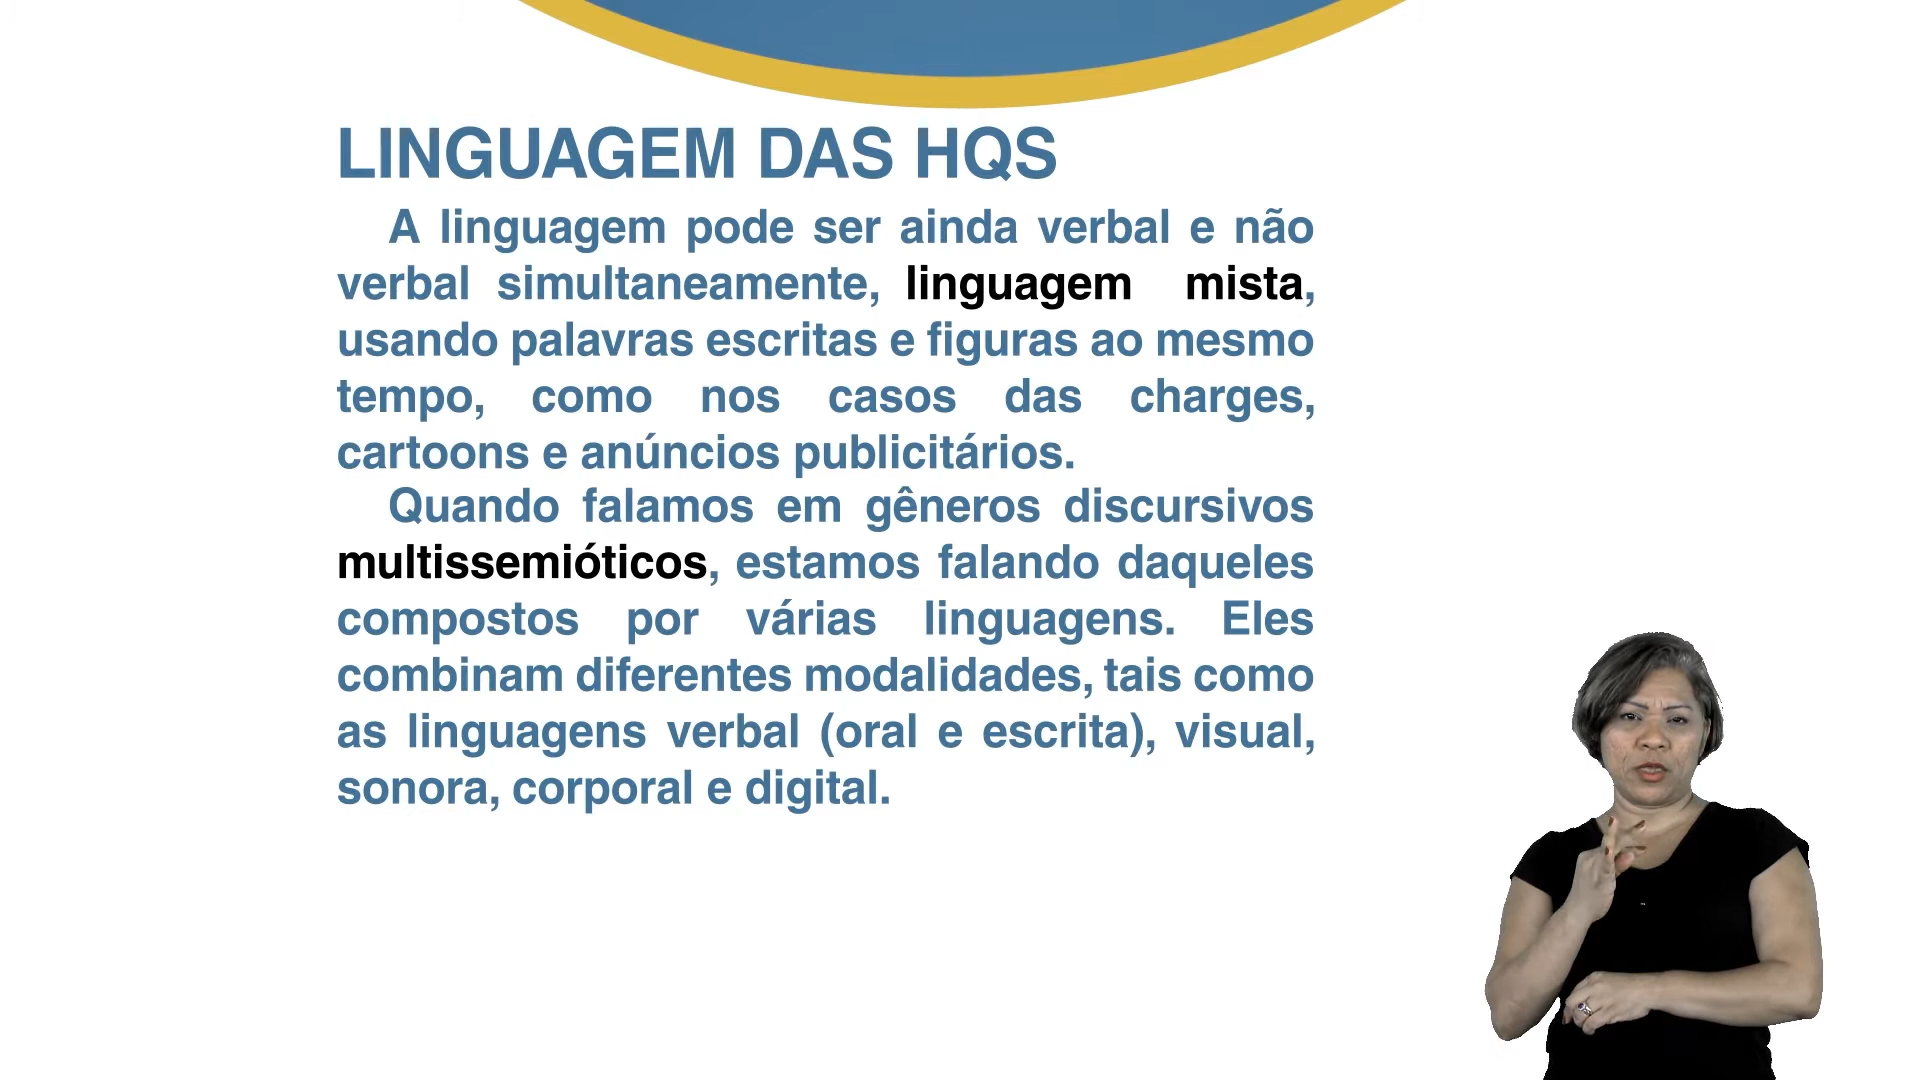 LINGUAGEM DAS HQS
A linguagem pode ser ainda verbal e não
verbal simultaneamente, linguagem mista,
usando palavras escritas e figuras ao mesmo
tempo, como nos casos das charges,
cartoons e anúncios publicitários.
Quando falamos em gêneros discursivos
multissemióticos, estamos falando daqueles
compostos por várias linguagens. Eles
combinam diferentes modalidades, tais como
as linguagens verbal (oral e escrita), visual,
sonora, corporal e digital.